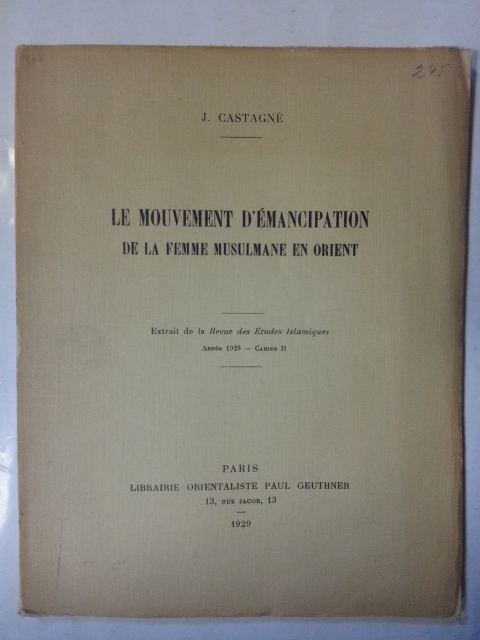 245
J. CASTAGNÉ
LE MOUVEMENT D'ÉMANCIPATION
DE LA FEMME MUSULMANE EN ORIENT
Extrait de la Revue des Études Islamiques
ANNÉE 1929 — CAHIER II
PARIS
LIBRAIRIE ORIENTALISTE PAUL GEUTHNER
13, RUE JACOB, 13
1929